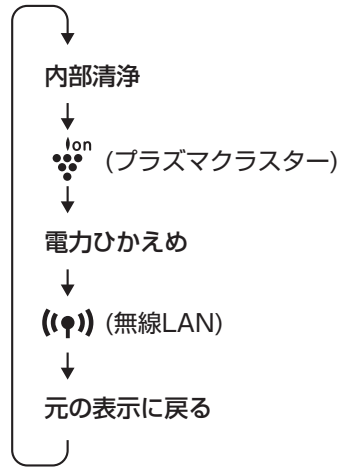 内部清浄
ion
(プラズマクラスター)
電力ひかえめ
(無線LAN)
元の表示に戻る